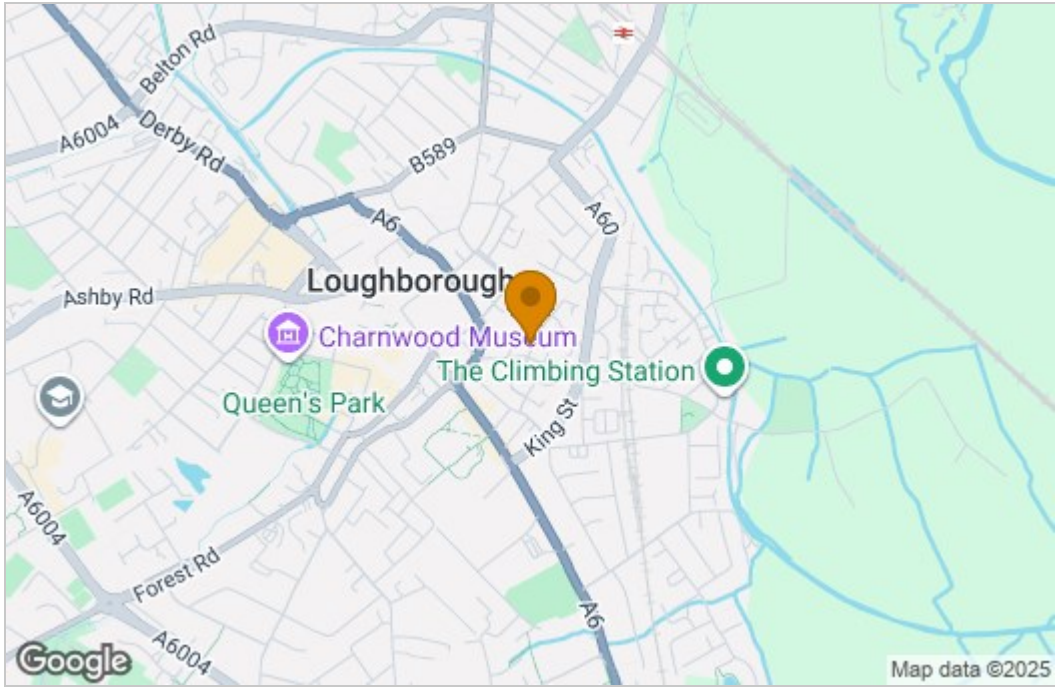 Belton Rd
A6004
Derby Rd
B589
A6
A60
Loughborough
Ashby Rd
Charnwood Museum
The Climbing Station
Queen's Park
King St
A6004
Forest Rd
A6
A6004
Google
Map data ©2025